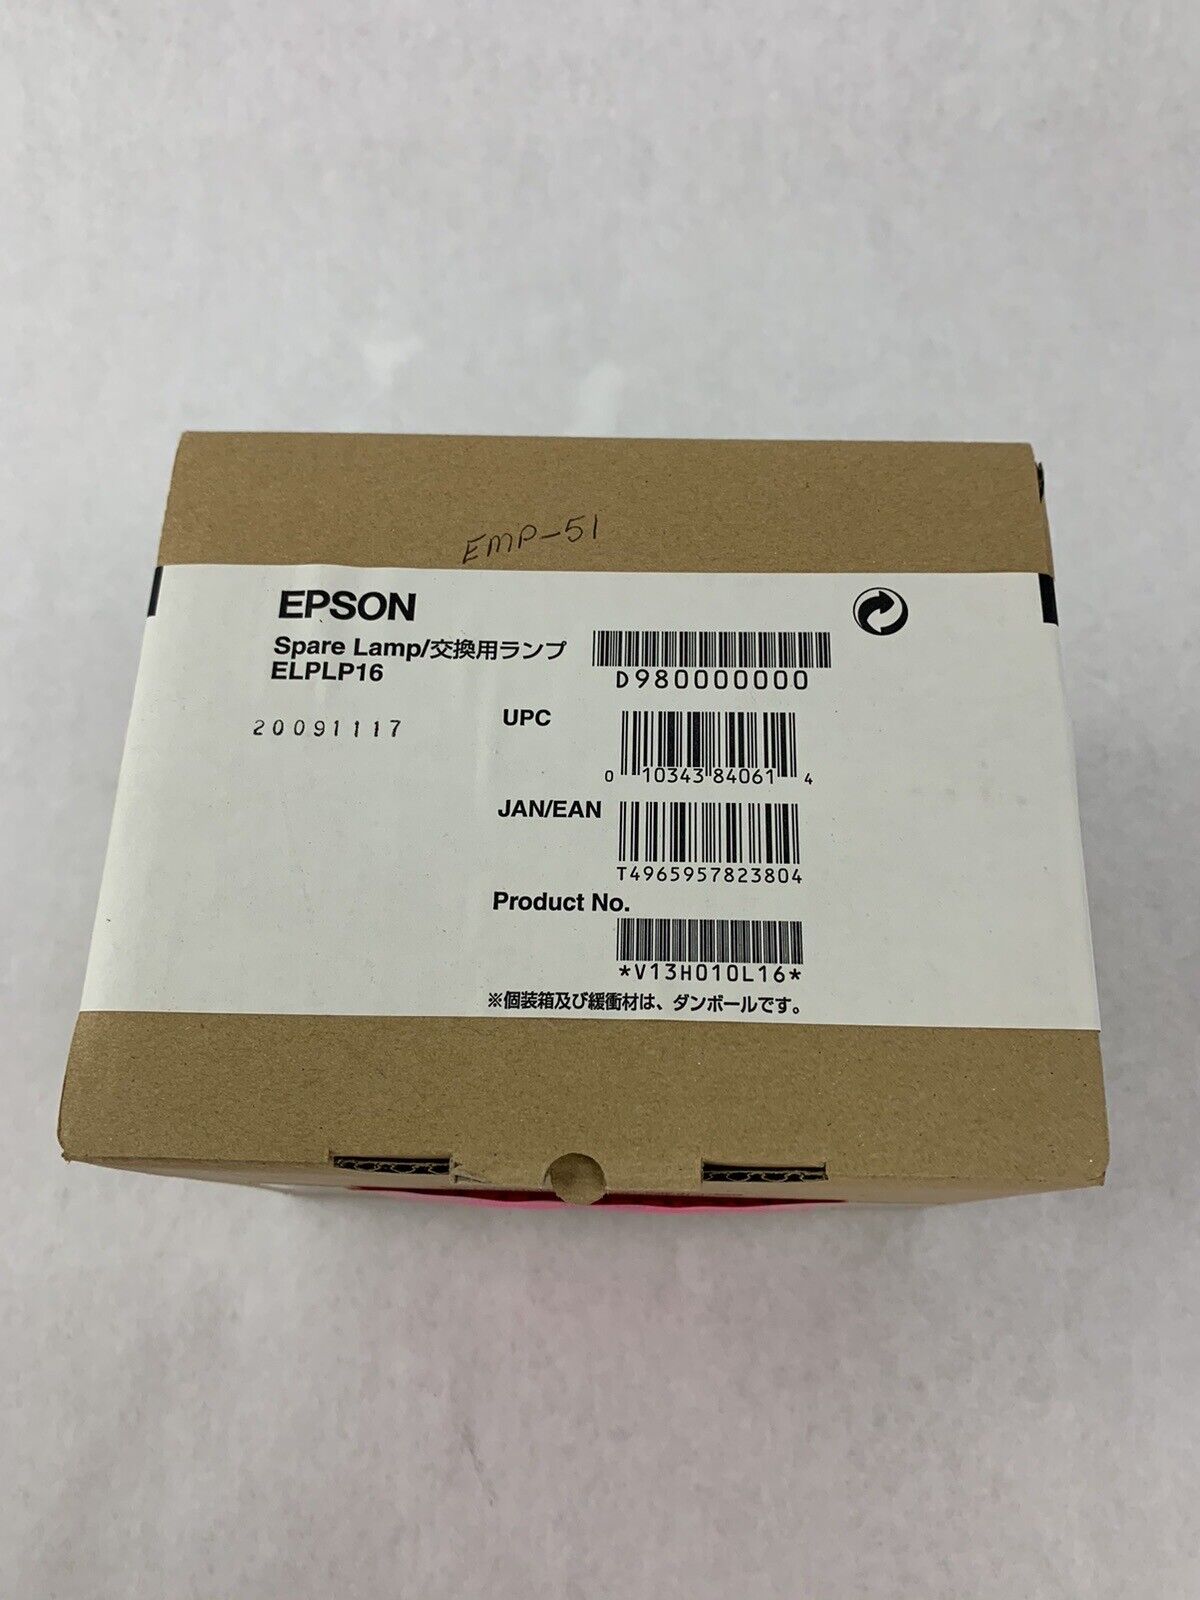 EMP-51
EPSON
Spare Lamp/交換用ランプ
ELPLP16
D980000000
20091117
UPC
0 10343 84061 4
JAN/EAN
T4965957823804
Product No.
*V13H010L16*
※個装箱及び緩衝材は、ダンボールです。